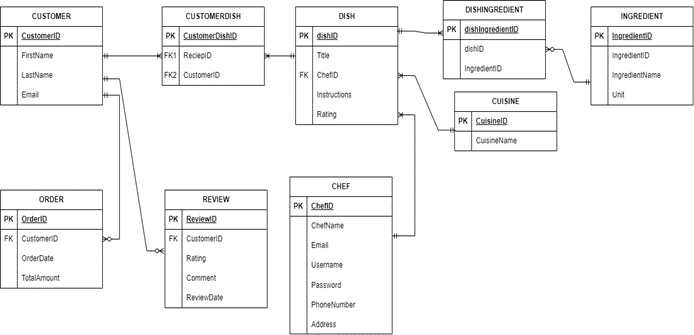 CUSTOMER
PK CustomerID
FirstName
LastName
Email
CUSTOMERDISH
PK CustomerDishID
FK1 ReciepID
FK2 CustomerID
DISH
PK dishID
Title
FK ChefID
Instructions
Rating
DISHINGREDIENT
PK dishIngredientID
dishID
IngredientID
INGREDIENT
PK IngredientID
IngredientID
IngredientName
Unit
CUISINE
PK CuisineID
CuisineName
ORDER
PK OrderID
FK CustomerID
OrderDate
TotalAmount
REVIEW
PK ReviewID
FK CustomerID
Rating
Comment
ReviewDate
CHEF
PK ChefID
ChefName
Email
Username
Password
PhoneNumber
Address